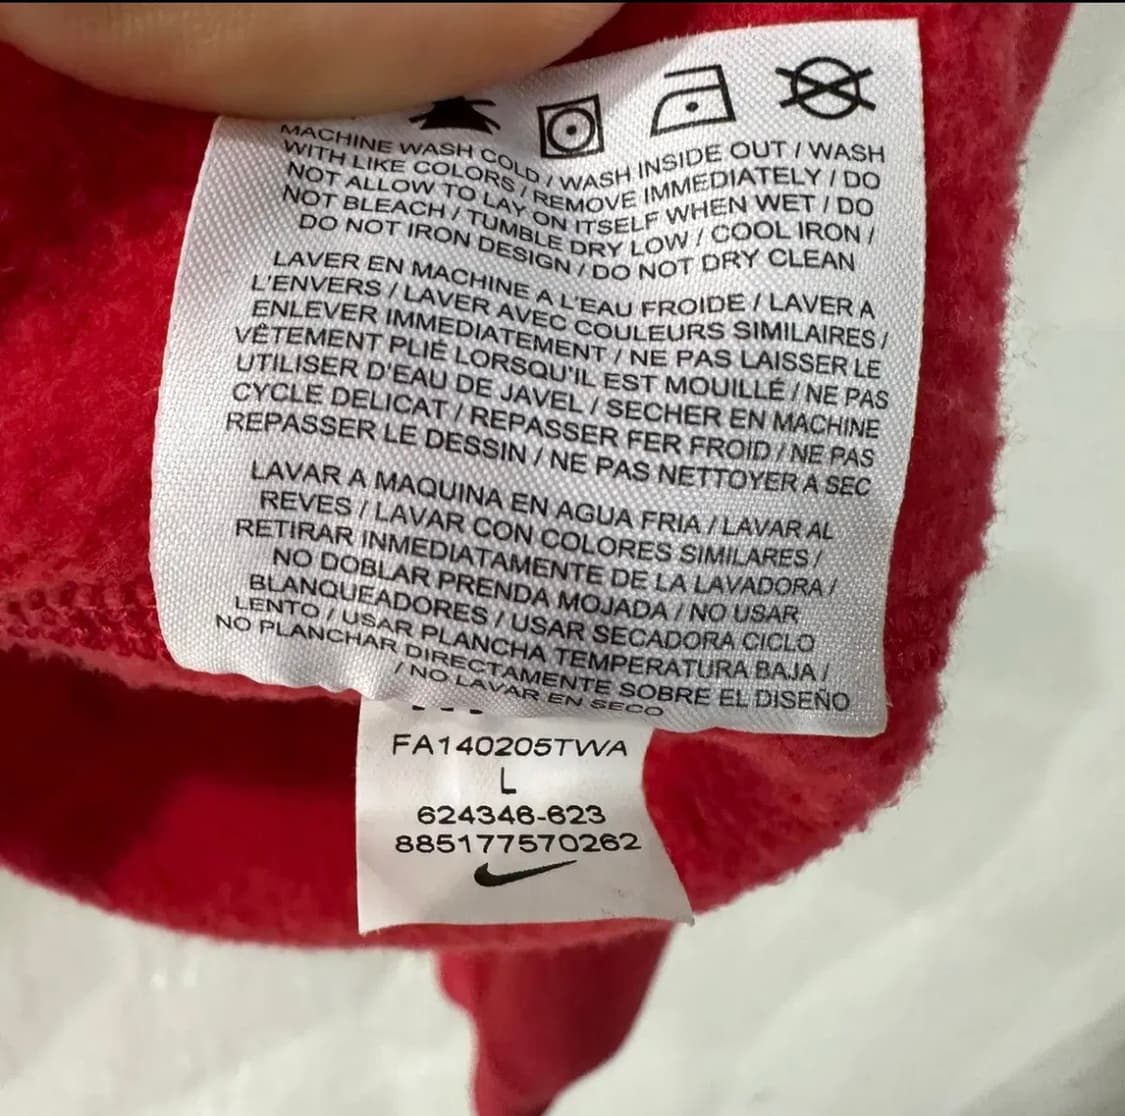 MACHINE WASH COLD / WASH INSIDE OUT / WASH
WITH LIKE COLORS / REMOVE IMMEDIATELY / DO
NOT ALLOW TO LAY ON ITSELF WHEN WET / DO
NOT BLEACH / TUMBLE DRY LOW / COOL IRON /
DO NOT IRON DESIGN / DO NOT DRY CLEAN
LAVER EN MACHINE A L'EAU FROIDE / LAVER A
L'ENVERS / LAVER AVEC COULEURS SIMILAIRES /
ENLEVER IMMEDIATEMENT / NE PAS LAISSER LE
VÊTEMENT PLIÉ LORSQU'IL EST MOUILLÉ / NE PAS
UTILISER D'EAU DE JAVEL / SECHER EN MACHINE
CYCLE DELICAT / REPASSER FER FROID / NE PAS
REPASSER LE DESSIN / NE PAS NETTOYER A SEC
LAVAR A MAQUINA EN AGUA FRIA / LAVAR AL
REVES / LAVAR CON COLORES SIMILARES /
RETIRAR INMEDIATAMENTE DE LA LAVADORA /
NO DOBLAR PRENDA MOJADA / NO USAR
BLANQUEADORES / USAR SECADORA CICLO
LENTO / USAR PLANCHA TEMPERATURA BAJA /
NO PLANCHAR DIRECTAMENTE SOBRE EL DISEÑO
/ NO LAVAR EN SECO
FA140205TWA
L
624346-623
885177570262